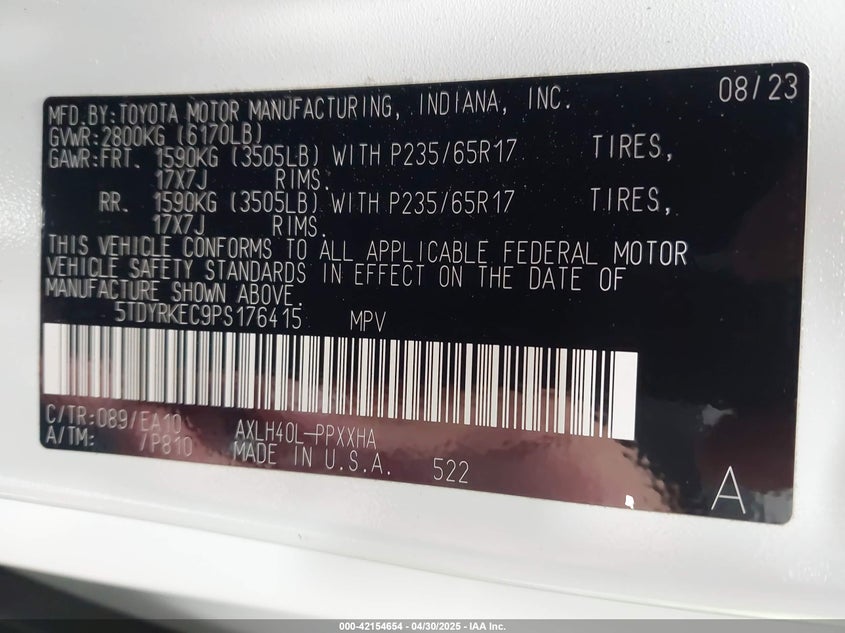 08/23
MFD.BY:TOYOTA MOTOR MANUFACTURING, INDIANA, INC.
GVWR:2800KG (6170LB)
GAWR:FRT. 1590KG (3505LB) WITH P235/65R17 TIRES,
17X7J RIMS.
RR. 1590KG (3505LB) WITH P235/65R17 TIRES,
17X7J RIMS.
THIS VEHICLE CONFORMS TO ALL APPLICABLE FEDERAL MOTOR
VEHICLE SAFETY STANDARDS IN EFFECT ON THE DATE OF
MANUFACTURE SHOWN ABOVE.
5TDYRKEC9PS176415 MPV
C/TR:089/EA10 AXLH40L-PPXXHA
A/TM: /P810 MADE IN U.S.A. 522
A
000-42154654 - 04/30/2025 - IAA Inc.